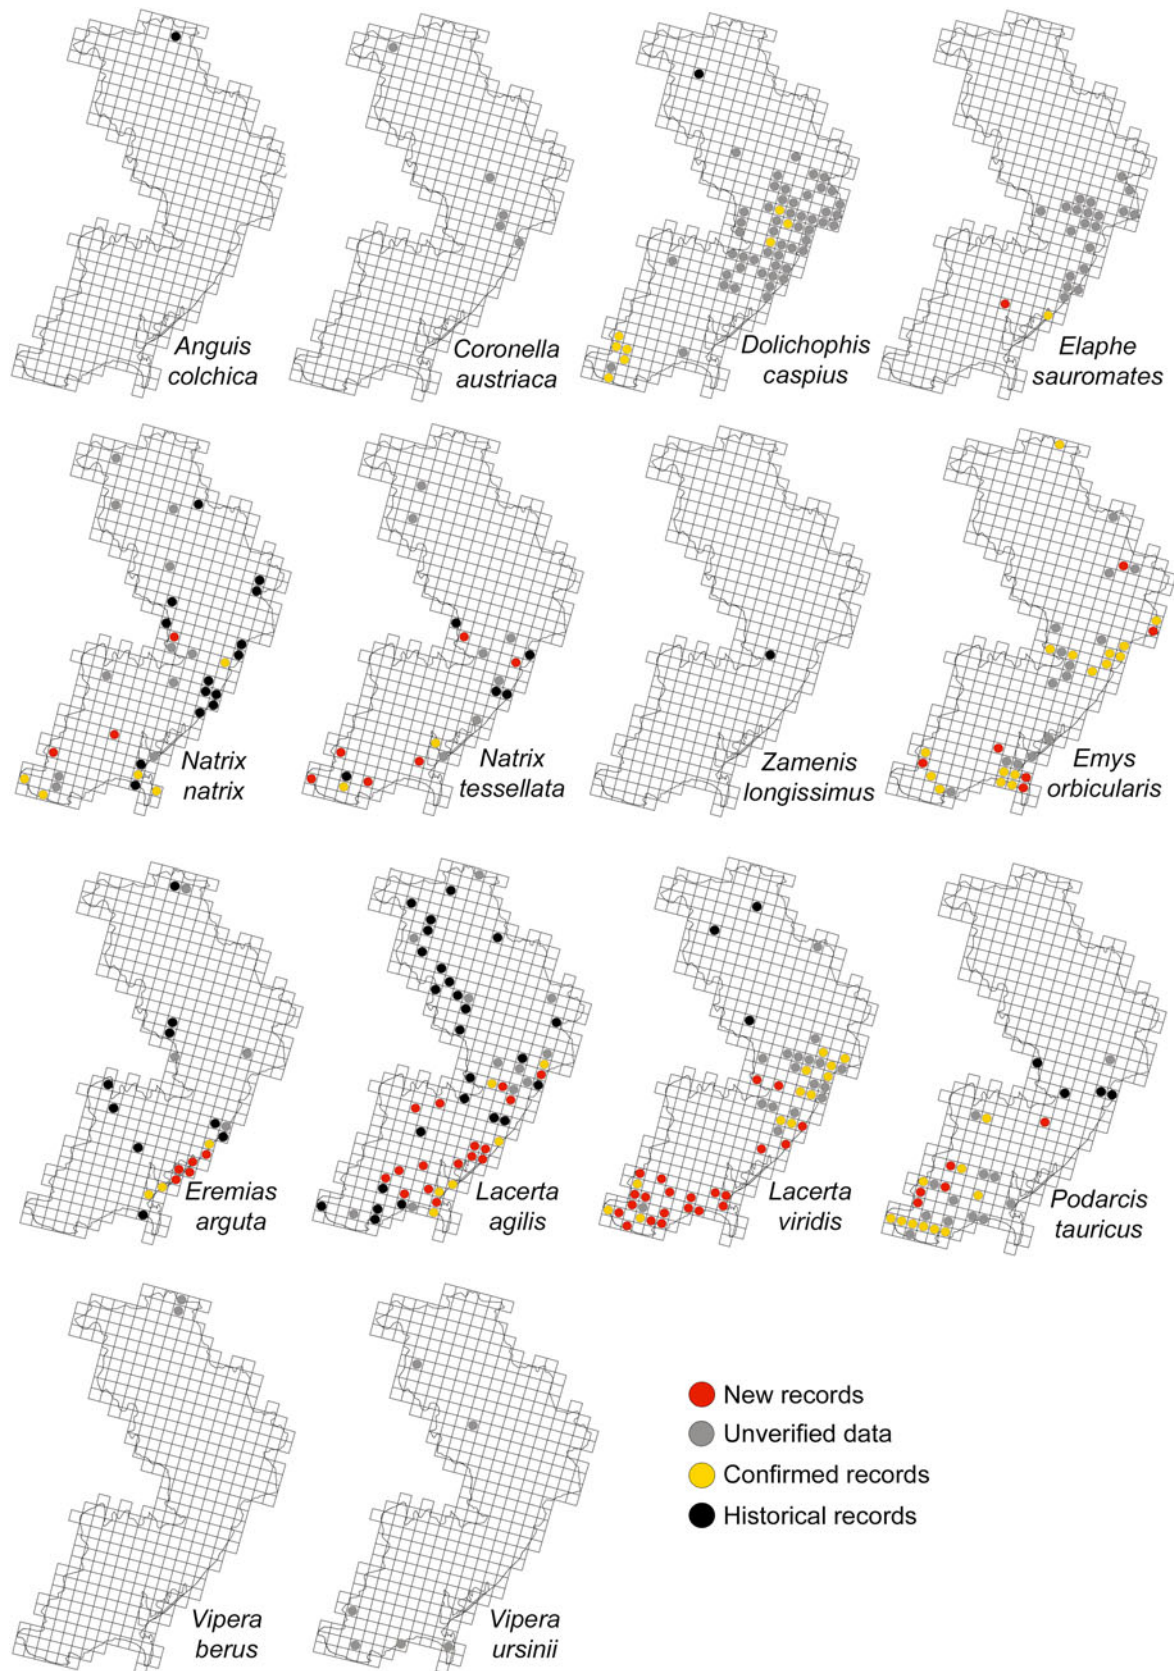 Anguis
colchica
Coronella
austriaca
Dolichophis
caspius
Elaphe
sauromates
Natrix
natrix
Natrix
tessellata
Zamenis
longissimus
Emys
orbicularis
Eremias
arguta
Lacerta
agilis
Lacerta
viridis
Podarcis
tauricus
Vipera
berus
Vipera
ursinii
New records
Unverified data
Confirmed records
Historical records